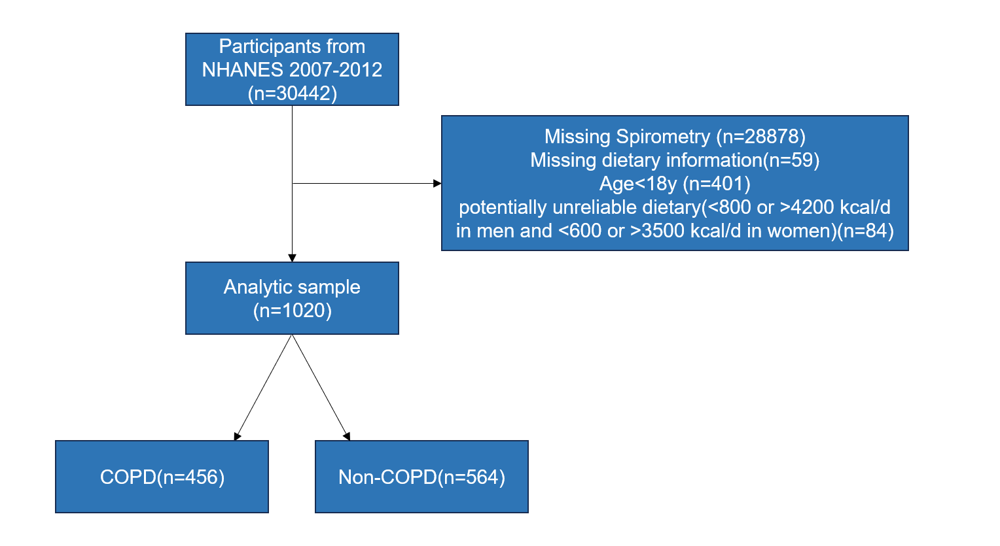 Participants from
NHANES 2007-2012
(n=30442)
Missing Spirometry (n=28878)
Missing dietary information(n=59)
Age<18y (n=401)
potentially unreliable dietary(<800 or >4200 kcal/d
in men and <600 or >3500 kcal/d in women)(n=84)
Analytic sample
(n=1020)
COPD(n=456)
Non-COPD(n=564)